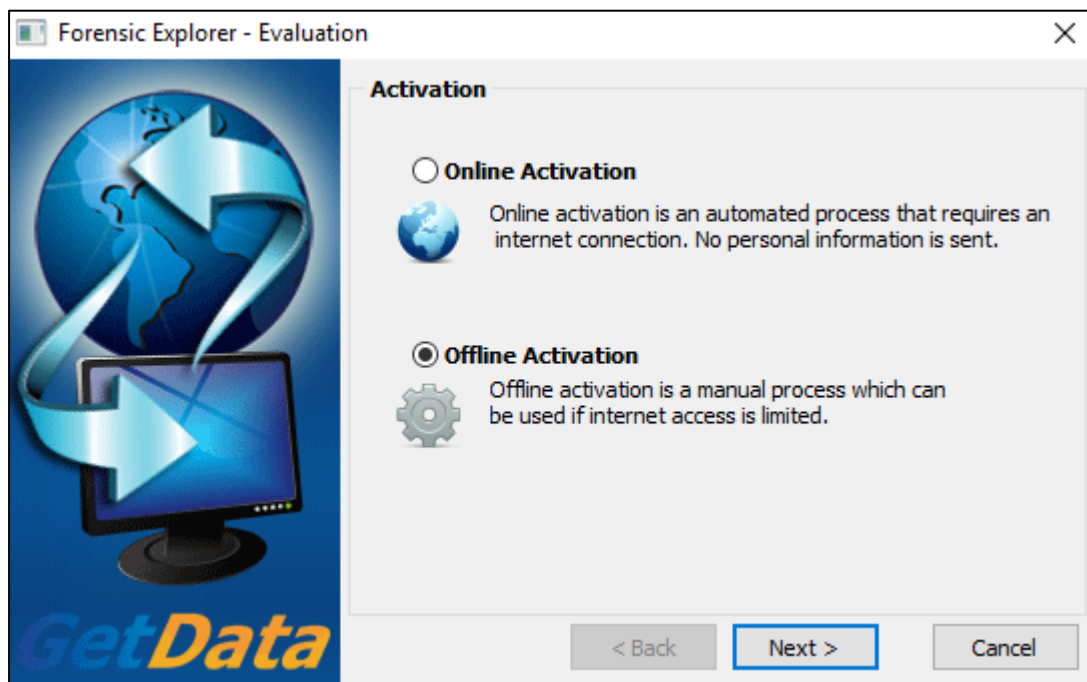 Forensic Explorer - Evaluation
Activation
Online Activation
Online activation is an automated process that requires an
internet connection. No personal information is sent.
Offline Activation
Offline activation is a manual process which can
be used if internet access is limited.
GetData
< Back
Next >
Cancel